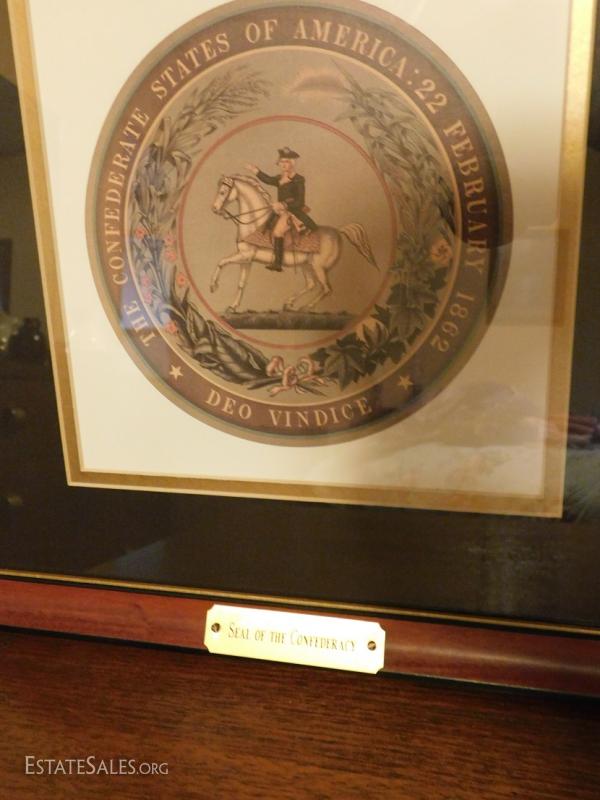 THE CONFEDERATE STATES OF AMERICA: 22 FEBRUARY 1862
DEO VINDICE
SEAL OF THE CONFEDERACY
ESTATESALES.ORG